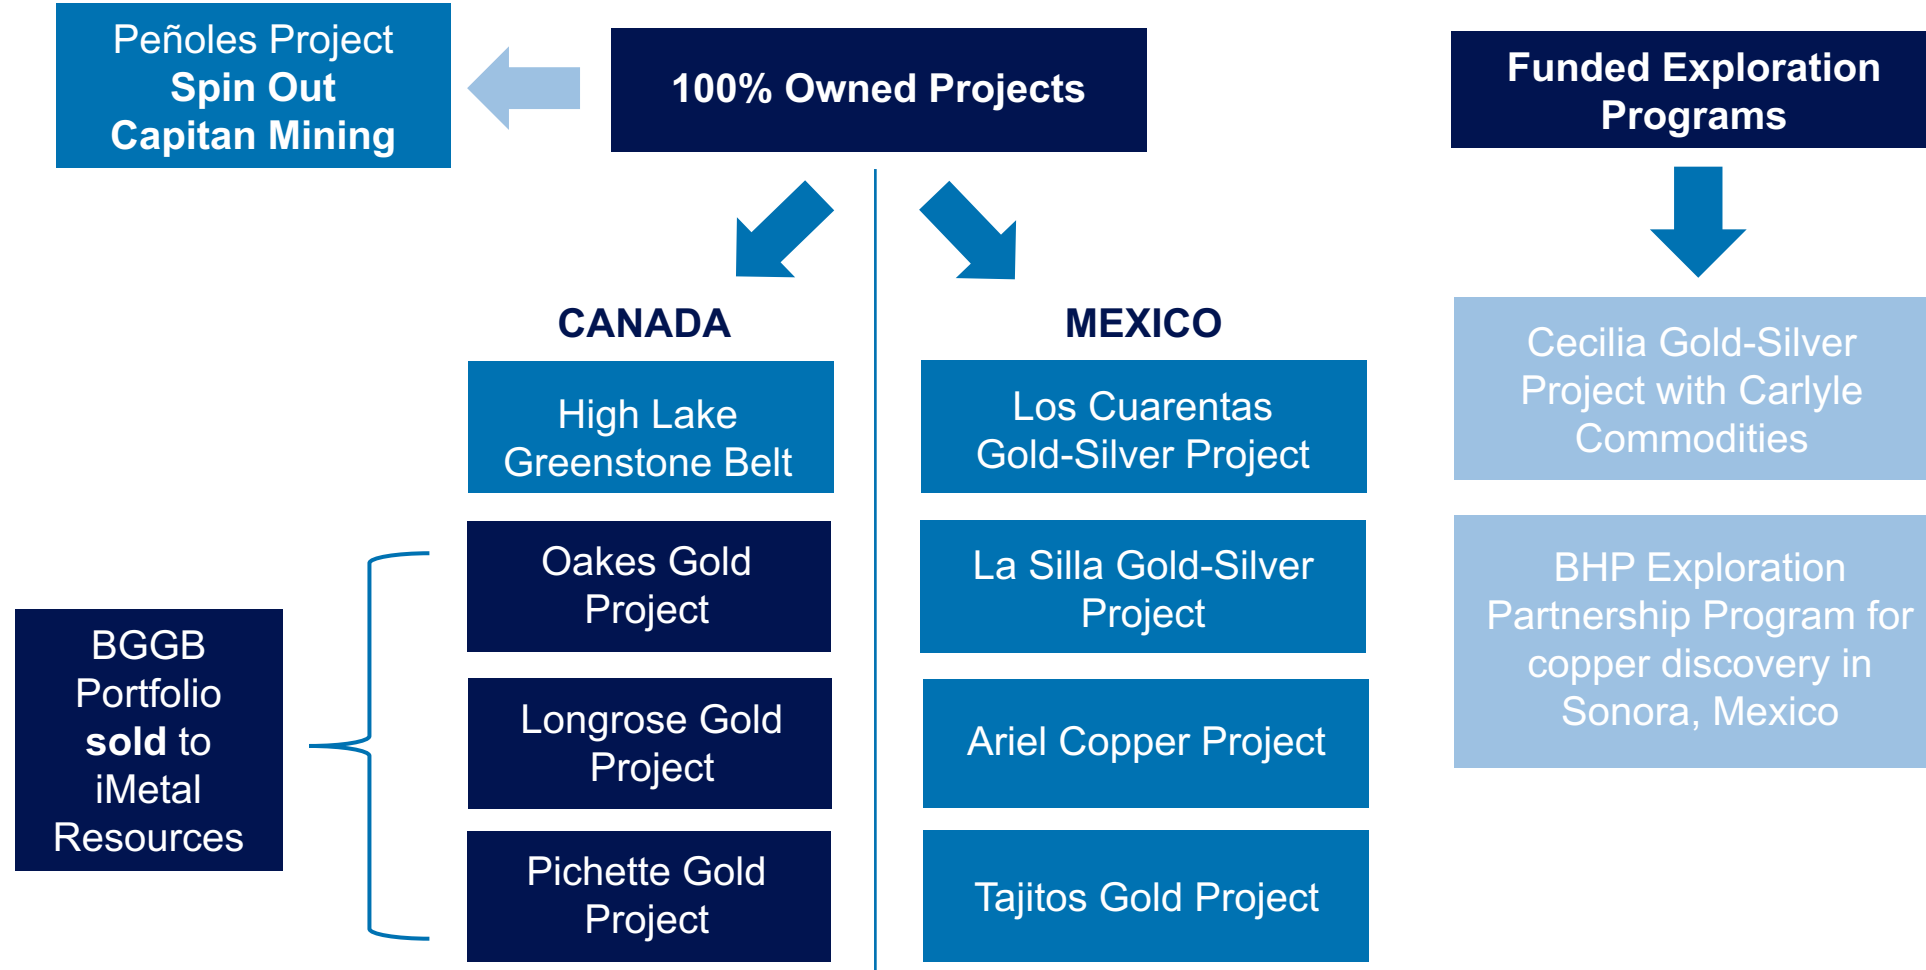 Peñoles Project
Spin Out
Capitan Mining
100% Owned Projects
Funded Exploration
Programs
CANADA
MEXICO
High Lake
Greenstone Belt
Oakes Gold
Project
Longrose Gold
Project
Pichette Gold
Project
BGGB
Portfolio
sold to
iMetal
Resources
Los Cuarentas
Gold-Silver Project
La Silla Gold-Silver
Project
Ariel Copper Project
Tajitos Gold Project
Cecilia Gold-Silver
Project with Carlyle
Commodities
BHP Exploration
Partnership Program for
copper discovery in
Sonora, Mexico